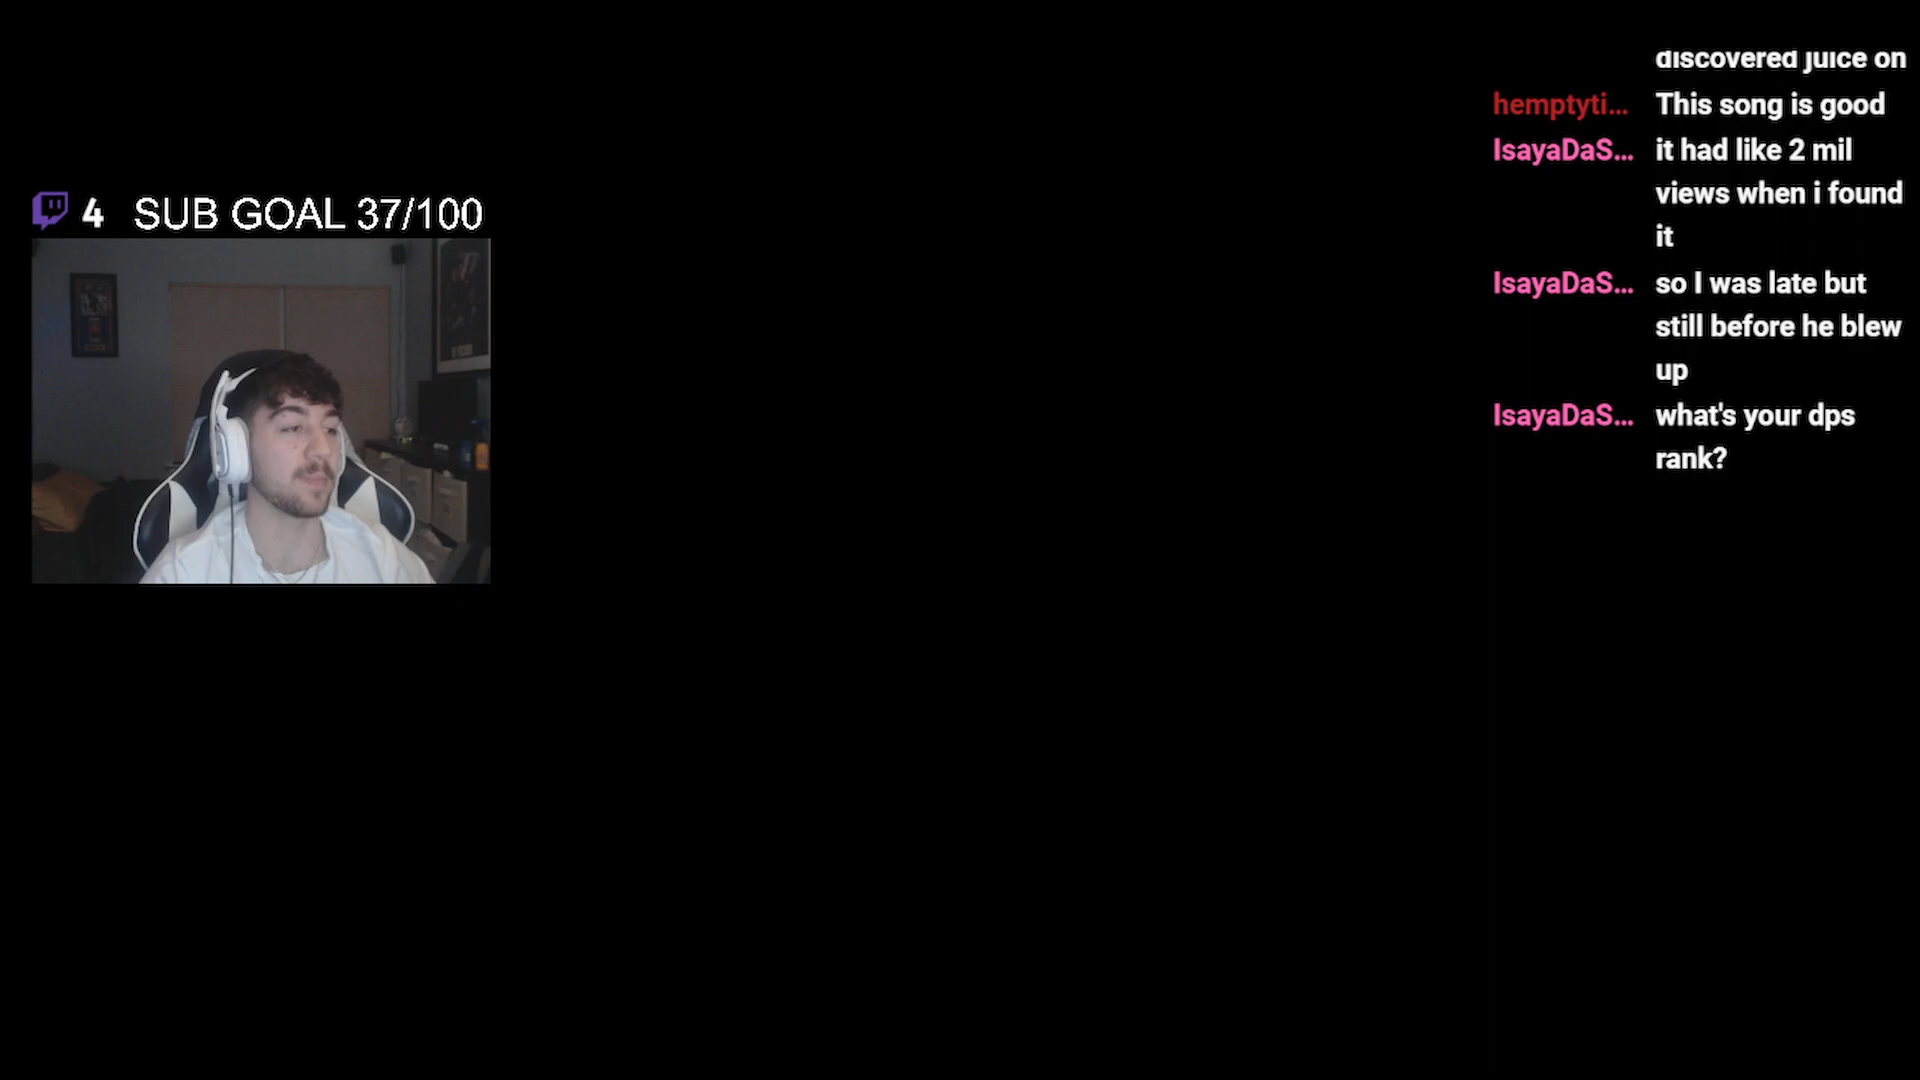 4 SUB GOAL 37/100
discovered juice on
hemptyti... This song is good
IsayaDaS... it had like 2 mil
views when i found
it
IsayaDaS... so I was late but
still before he blew
up
IsayaDaS... what's your dps
rank?